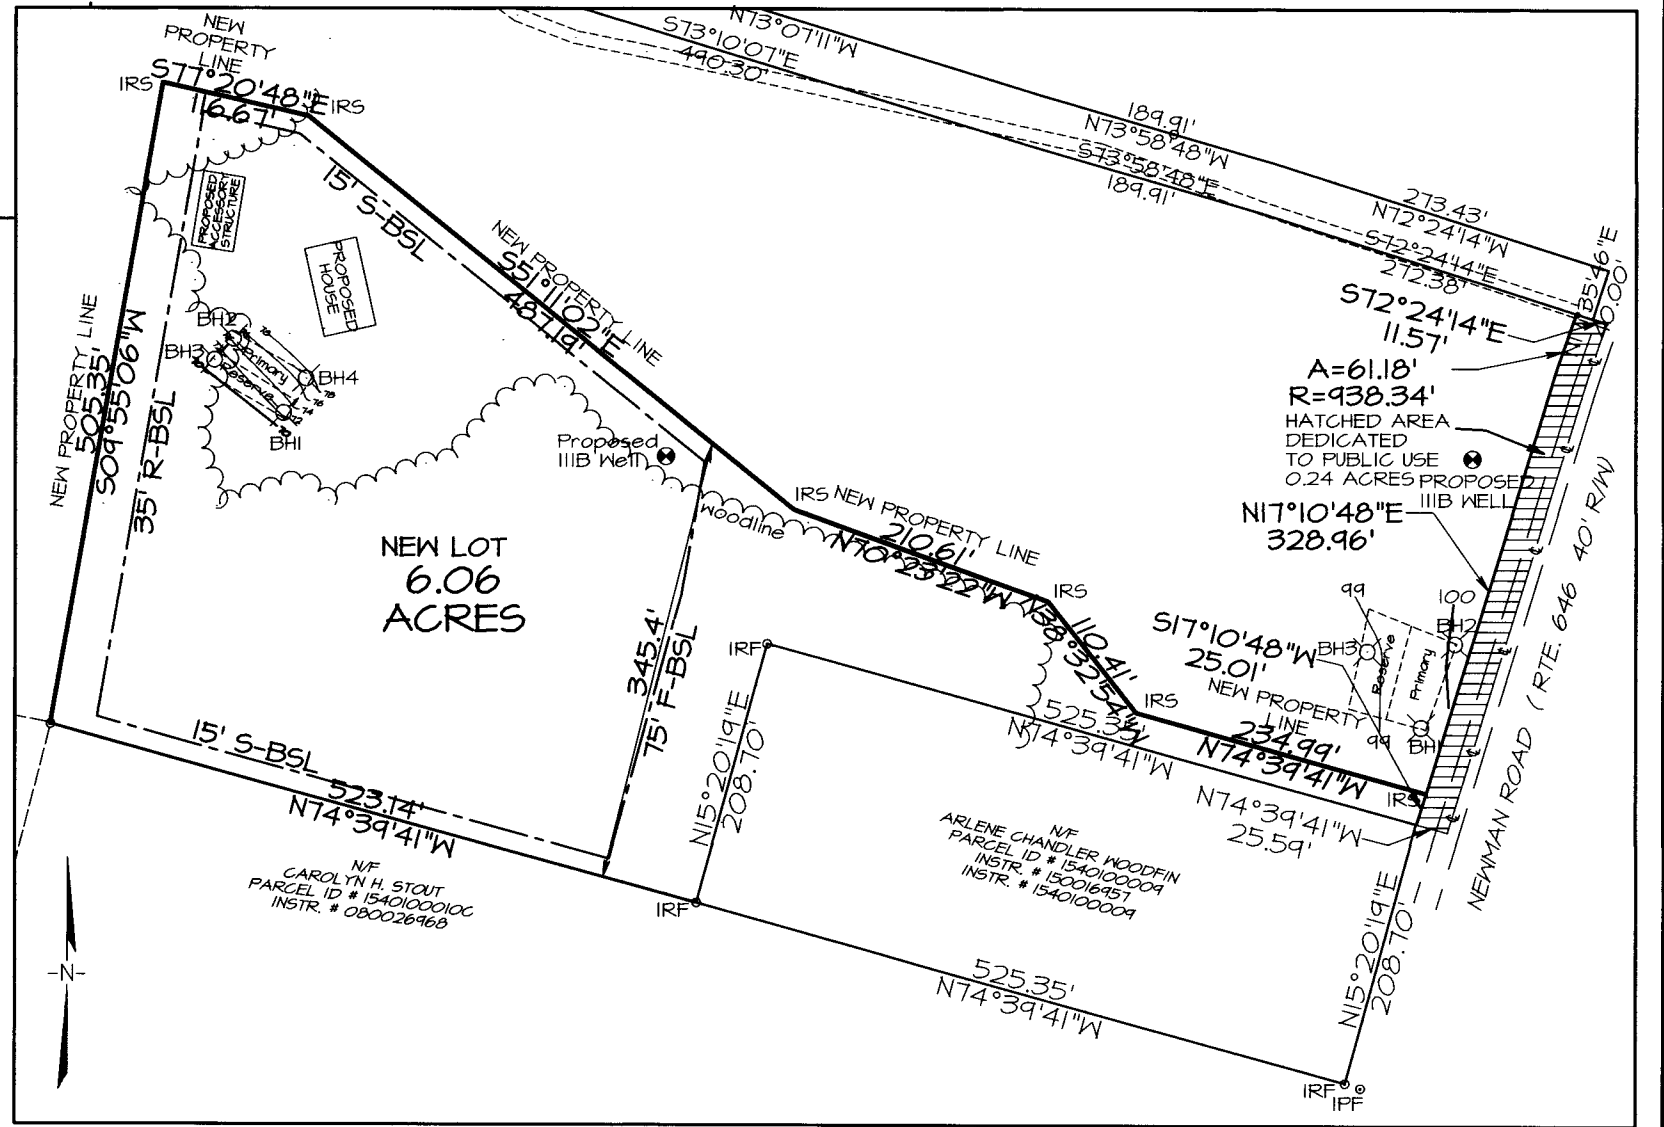 NEW
PROPERTY
LINE
S77°20'48"E
116.67'
IRS
IRS
N73°07'11"W
S73°10'07"E
490.30'
189.91'
N73°58'48"W
S73°58'48"E
189.91'
273.43'
N72°24'14"W
S72°24'14"E
272.38'
35'46"E
0.00'
S72°24'14"E
11.57'
A=61.18'
R=938.34'
HATCHED AREA
DEDICATED
TO PUBLIC USE
0.24 ACRES
PROPOSED
IIIB WELL
N17°10'48"E
328.96'
NEWMAN ROAD (RTE. 646 40' R/W)
15' S-BSL
PROPOSED
ACCESSORY
STRUCTURE
PROPOSED
HOUSE
NEW PROPERTY LINE
S51°11'02"E
487.19'
NEW PROPERTY LINE
505.35'
S09°55'06"W
35' R-BSL
BH2
BH3
BH4
BH1
Primary
Reserve
Proposed
IIIB Well
woodline
IRS
NEW PROPERTY LINE
210.61'
N70°23'22"W
IRS
110.41'
N38°32'54"W
NEW LOT
6.06
ACRES
345.4'
75' F-BSL
IRF
N15°20'19"E
208.70'
525.35'
N74°39'41"W
S17°10'48"W
25.01'
IRS
NEW PROPERTY
LINE
234.99'
N74°39'41"W
99
100
BH2
BH3
Reserve
Primary
99
BH1
IRS
N74°39'41"W
25.59'
15' S-BSL
523.14'
N74°39'41"W
N/F
CAROLYN H. STOUT
PARCEL ID # 154010001OC
INSTR. # 080026968
IRF
N/F
ARLENE CHANDLER WOODFIN
PARCEL ID # 1540100009
INSTR. # 150016957
INSTR. # 1540100009
525.35'
N74°39'41"W
N15°20'19"E
208.70'
IRF
IPF
-N-